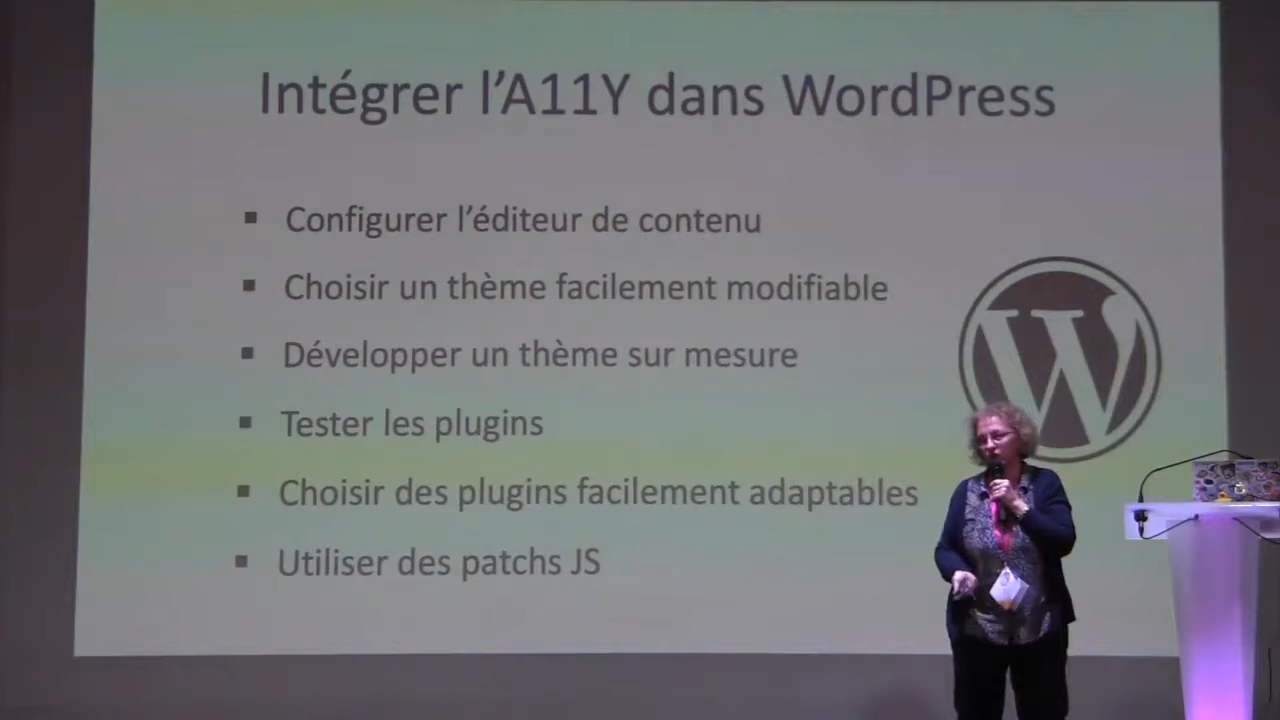 Intégrer l'A11Y dans WordPress
▪ Configurer l'éditeur de contenu
▪ Choisir un thème facilement modifiable
▪ Développer un thème sur mesure
▪ Tester les plugins
▪ Choisir des plugins facilement adaptables
▪ Utiliser des patchs JS
W